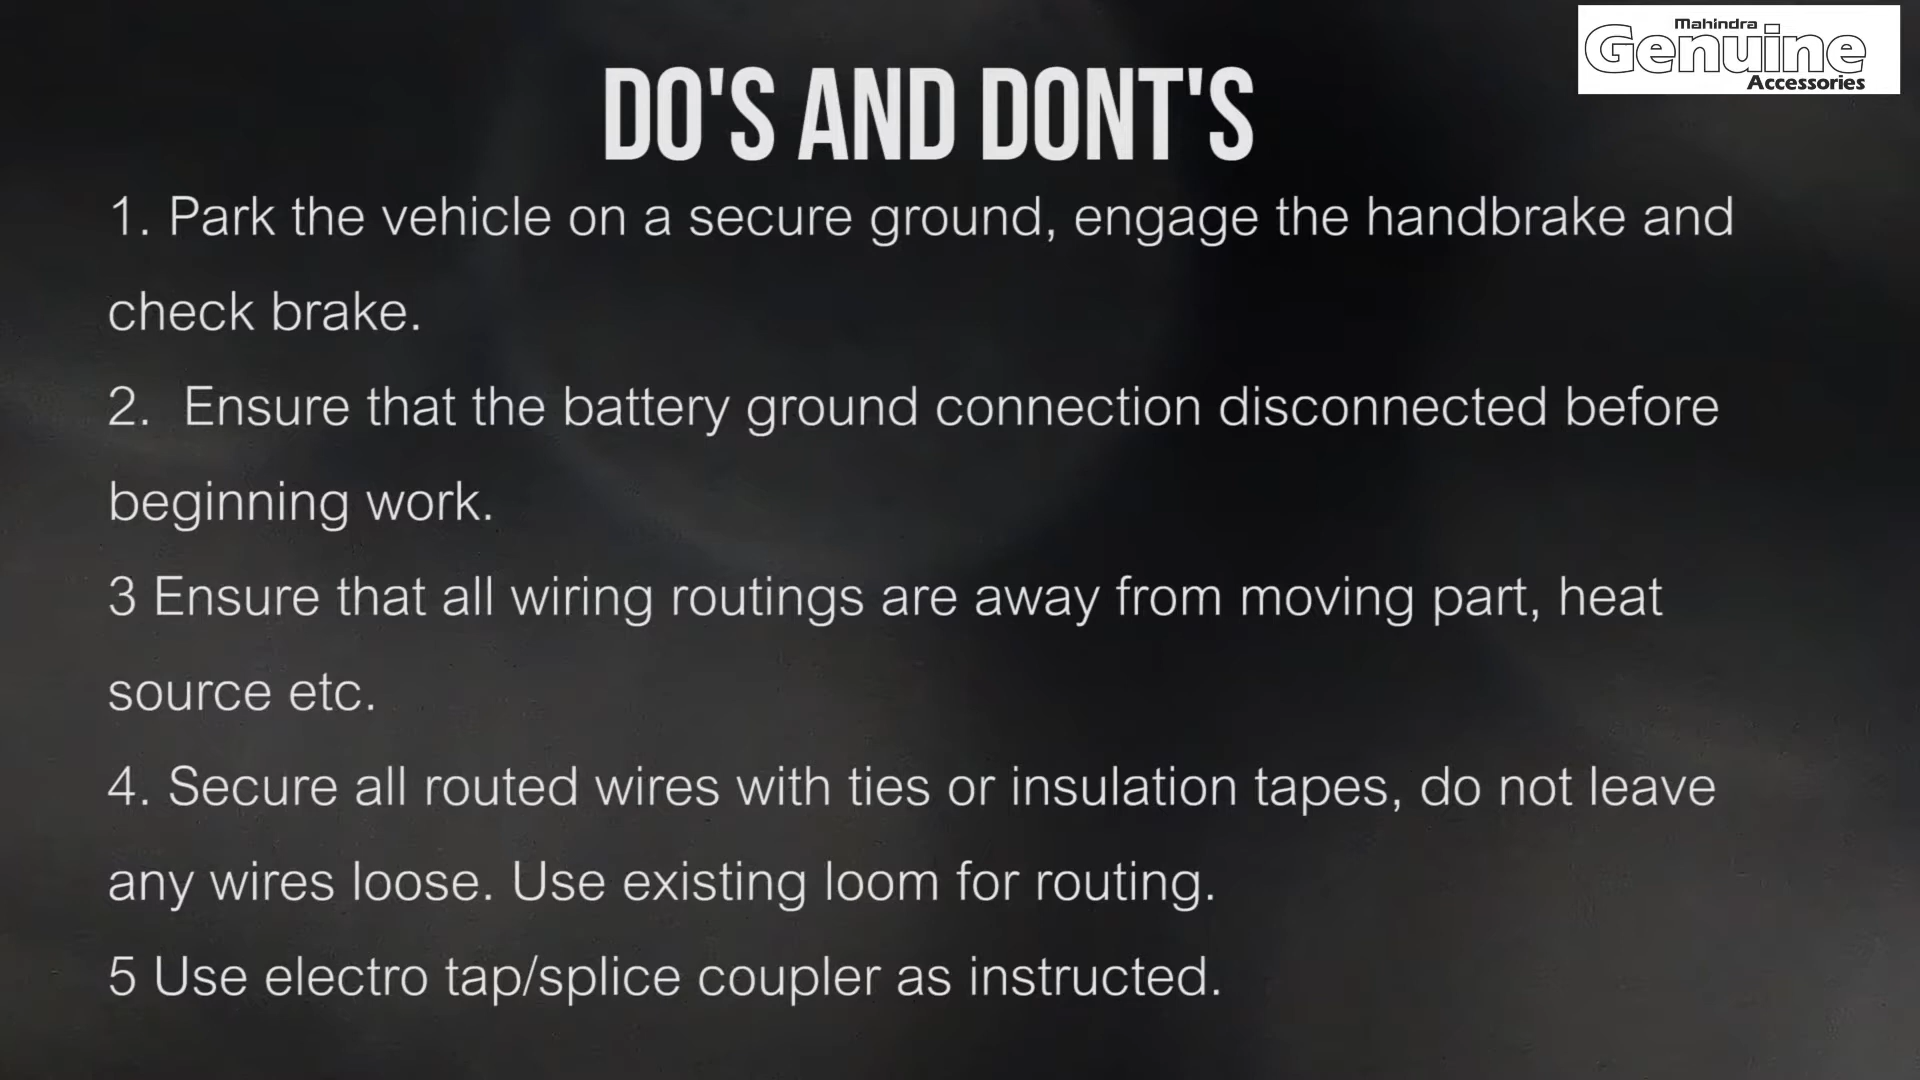 Mahindra
Genuine
Accessories
DO'S AND DONT'S
1. Park the vehicle on a secure ground, engage the handbrake and
check brake.
2.  Ensure that the battery ground connection disconnected before
beginning work.
3 Ensure that all wiring routings are away from moving part, heat
source etc.
4. Secure all routed wires with ties or insulation tapes, do not leave
any wires loose. Use existing loom for routing.
5 Use electro tap/splice coupler as instructed.